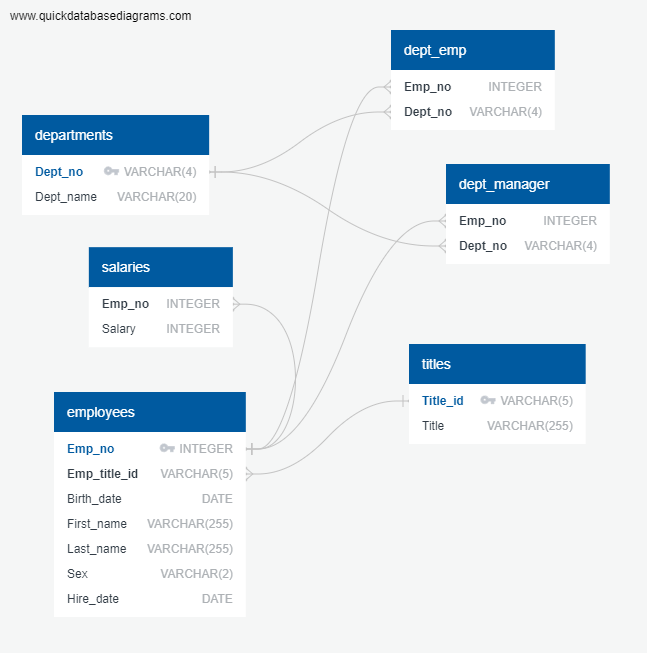 www.quickdatabasediagrams.com
dept_emp
Emp_no INTEGER
Dept_no VARCHAR(4)
departments
Dept_no VARCHAR(4)
Dept_name VARCHAR(20)
dept_manager
Emp_no INTEGER
Dept_no VARCHAR(4)
salaries
Emp_no INTEGER
Salary INTEGER
titles
Title_id VARCHAR(5)
Title VARCHAR(255)
employees
Emp_no INTEGER
Emp_title_id VARCHAR(5)
Birth_date DATE
First_name VARCHAR(255)
Last_name VARCHAR(255)
Sex VARCHAR(2)
Hire_date DATE